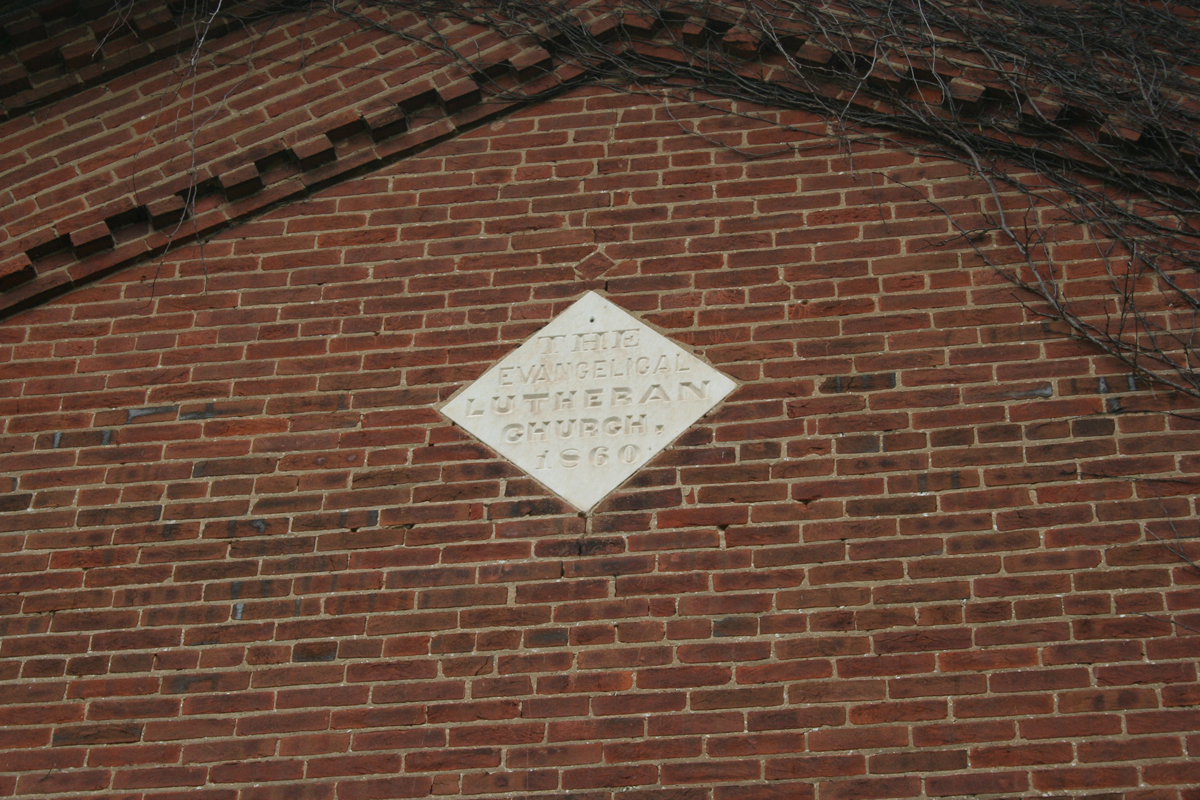 THE
EVANGELICAL
LUTHERAN
CHURCH,
1860